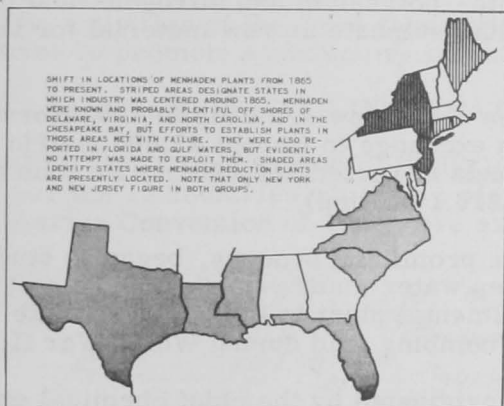 SHIFT IN LOCATIONS OF MENHADEN PLANTS FROM 1865
TO PRESENT. STRIPED AREAS DESIGNATE STATES IN
WHICH INDUSTRY WAS CENTERED AROUND 1865. MENHADEN
WERE KNOWN AND PROBABLY PLENTIFUL OFF SHORES OF
DELAWARE, VIRGINIA, AND NORTH CAROLINA, AND IN THE
CHESAPEAKE BAY, BUT EFFORTS TO ESTABLISH PLANTS IN
THOSE AREAS MET WITH FAILURE. THEY WERE ALSO RE-
PORTED IN FLORIDA AND GULF WATERS, BUT EVIDENTLY
NO ATTEMPT WAS MADE TO EXPLOIT THEM. SHADED AREAS
IDENTIFY STATES WHERE MENHADEN REDUCTION PLANTS
ARE PRESENTLY LOCATED. NOTE THAT ONLY NEW YORK
AND NEW JERSEY FIGURE IN BOTH GROUPS.